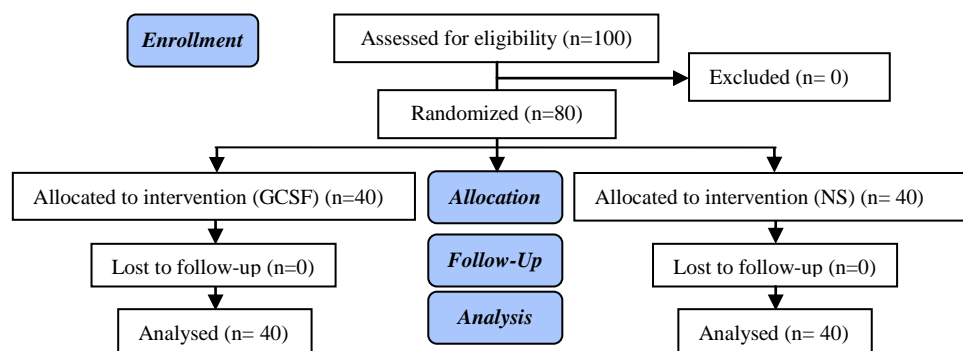 Enrollment
Assessed for eligibility (n=100)
Excluded (n= 0)
Randomized (n=80)
Allocated to intervention (GCSF) (n=40)
Allocation
Allocated to intervention (NS) (n= 40)
Lost to follow-up (n=0)
Follow-Up
Lost to follow-up (n=0)
Analysed (n= 40)
Analysis
Analysed (n= 40)